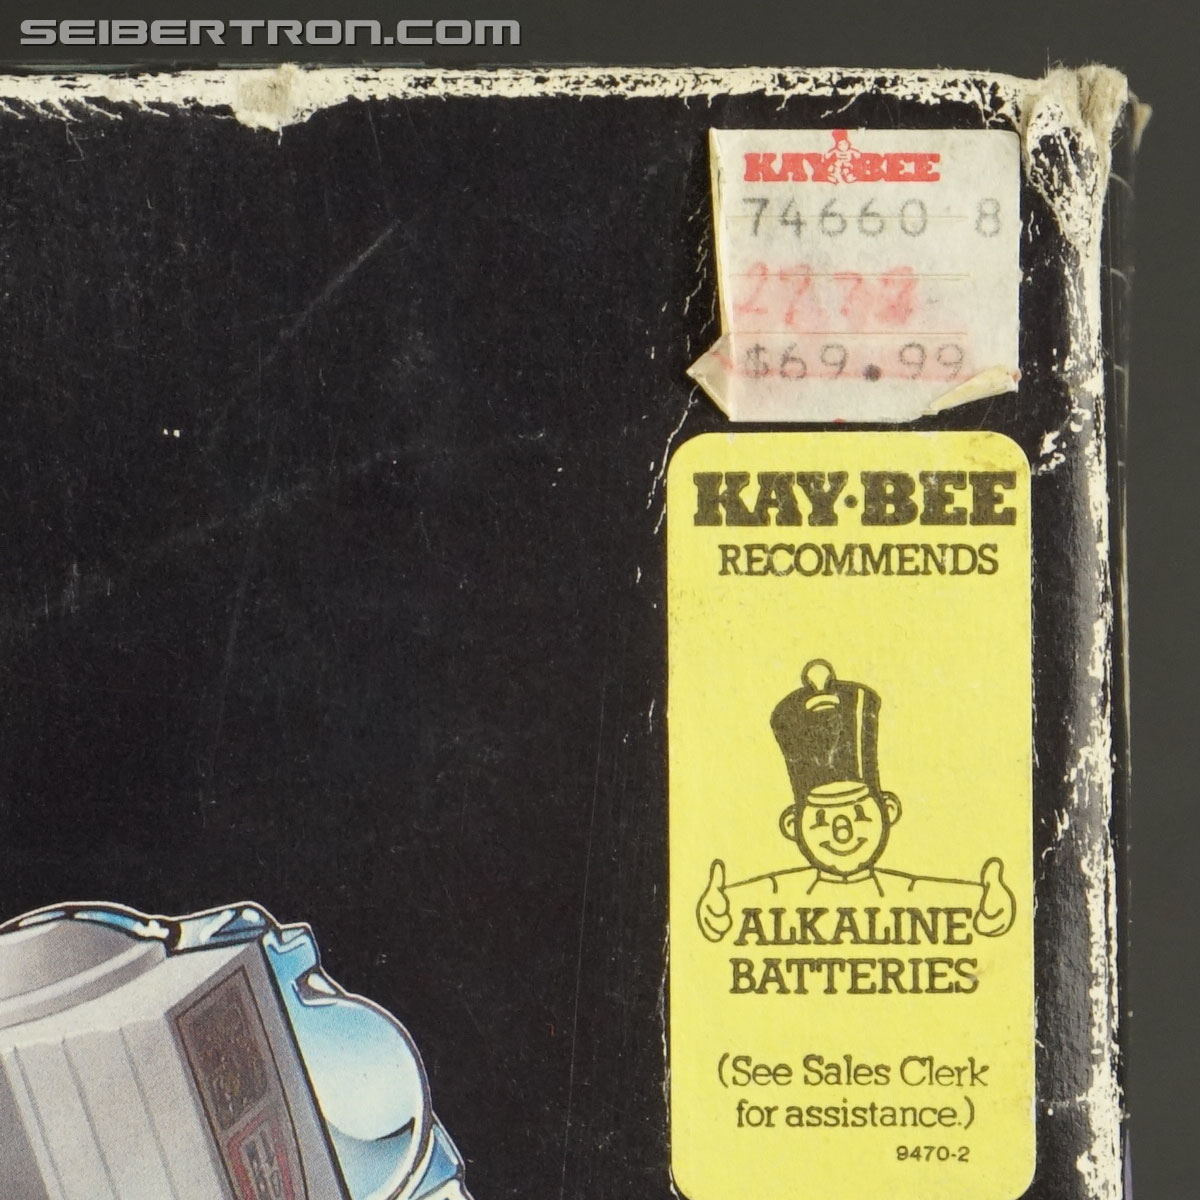 SEIBERTRON.com
KAY BEE
74660 8
$69.99
KAY·BEE
RECOMMENDS
ALKALINE
BATTERIES
(See Sales Clerk
for assistance.)
9470-2